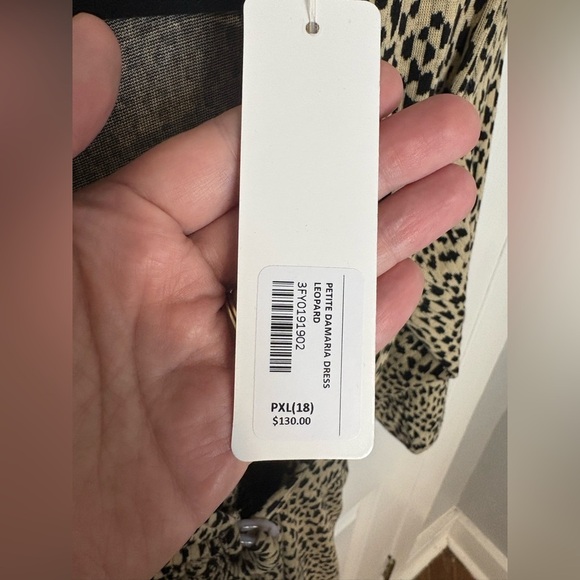 PETITE DAMARIA DRESS
LEOPARD
3FY0191902
PXL(18)
$130.00